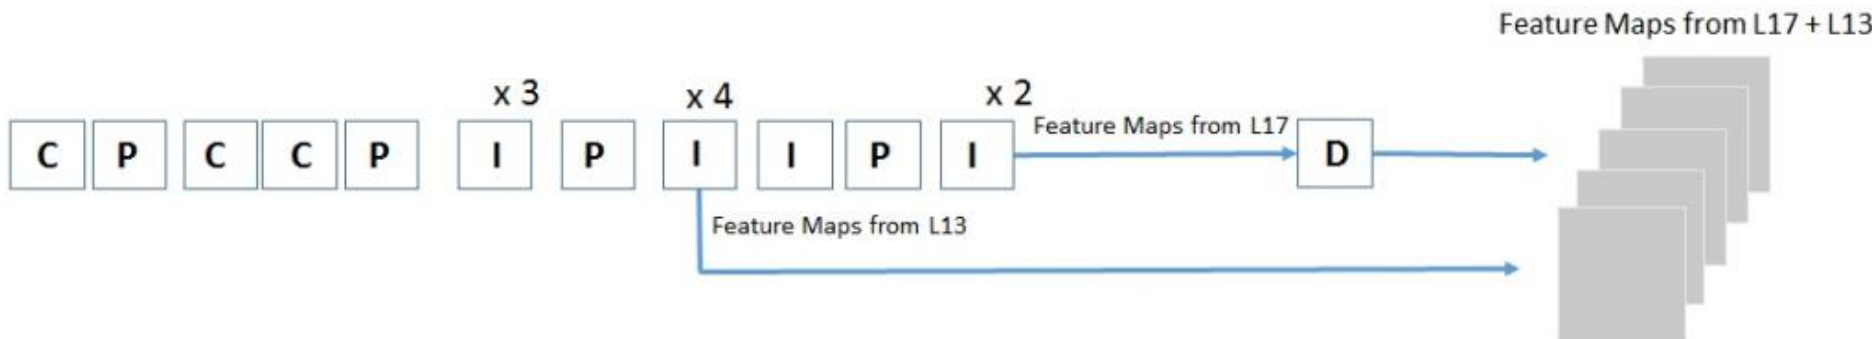 Feature Maps from L17 + L13
x 3
x 4
x 2
Feature Maps from L17
C P C C P I P I I P I D
Feature Maps from L13